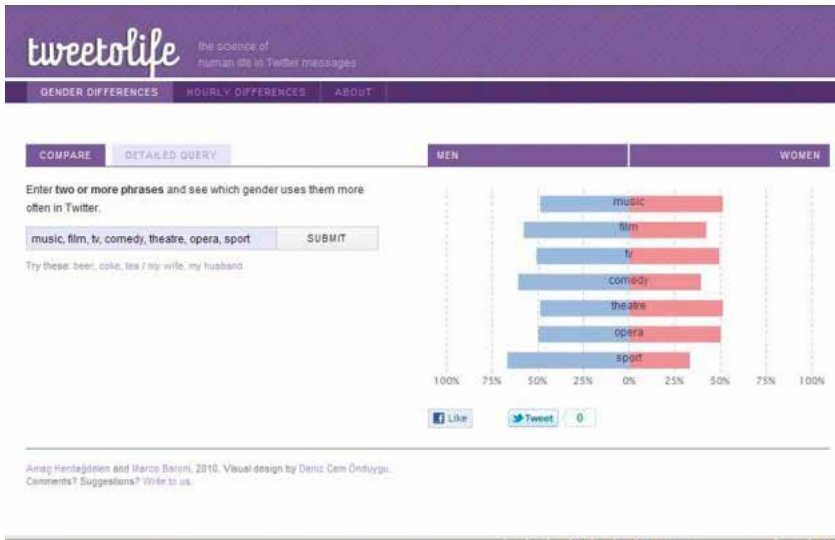 tweetolife
the science of
human life in Twitter messages
GENDER DIFFERENCES HOURLY DIFFERENCES ABOUT
COMPARE DETAILED QUERY
Enter two or more phrases and see which gender uses them more
often in Twitter.
music, film, tv, comedy, theatre, opera, sport SUBMIT
Try these: beer, coke, tea / my wife, my husband
MEN WOMEN
music
film
tv
comedy
theatre
opera
sport
100% 75% 50% 25% 0% 25% 50% 75% 100%
Like Tweet 0
Amaç Herdağdelen and Marco Baroni, 2010. Visual design by Deniz Cem Önduygu.
Comments? Suggestions? Write to us.